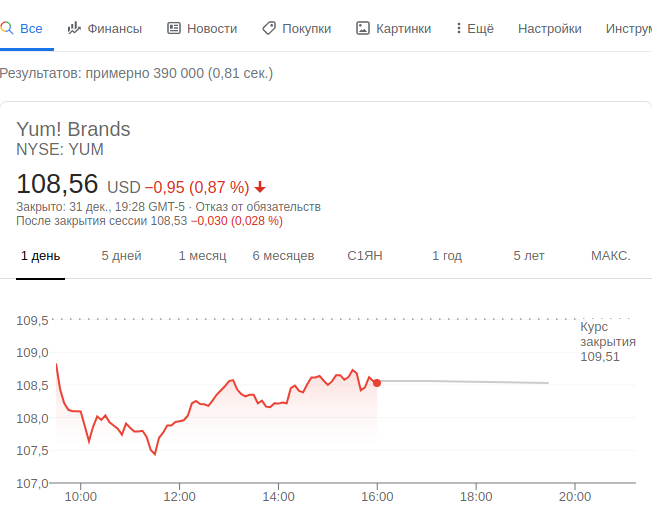 Все Финансы Новости Покупки Картинки Ещё Настройки Инструм
Результатов: примерно 390 000 (0,81 сек.)
Yum! Brands
NYSE: YUM
108,56 USD −0,95 (0,87 %)
Закрыто: 31 дек., 19:28 GMT-5 · Отказ от обязательств
После закрытия сессии 108,53 −0,030 (0,028 %)
1 день 5 дней 1 месяц 6 месяцев С1ЯН 1 год 5 лет МАКС.
109,5
Курс
закрытия
109,51
109,0
108,5
108,0
107,5
107,0
10:00 12:00 14:00 16:00 18:00 20:00